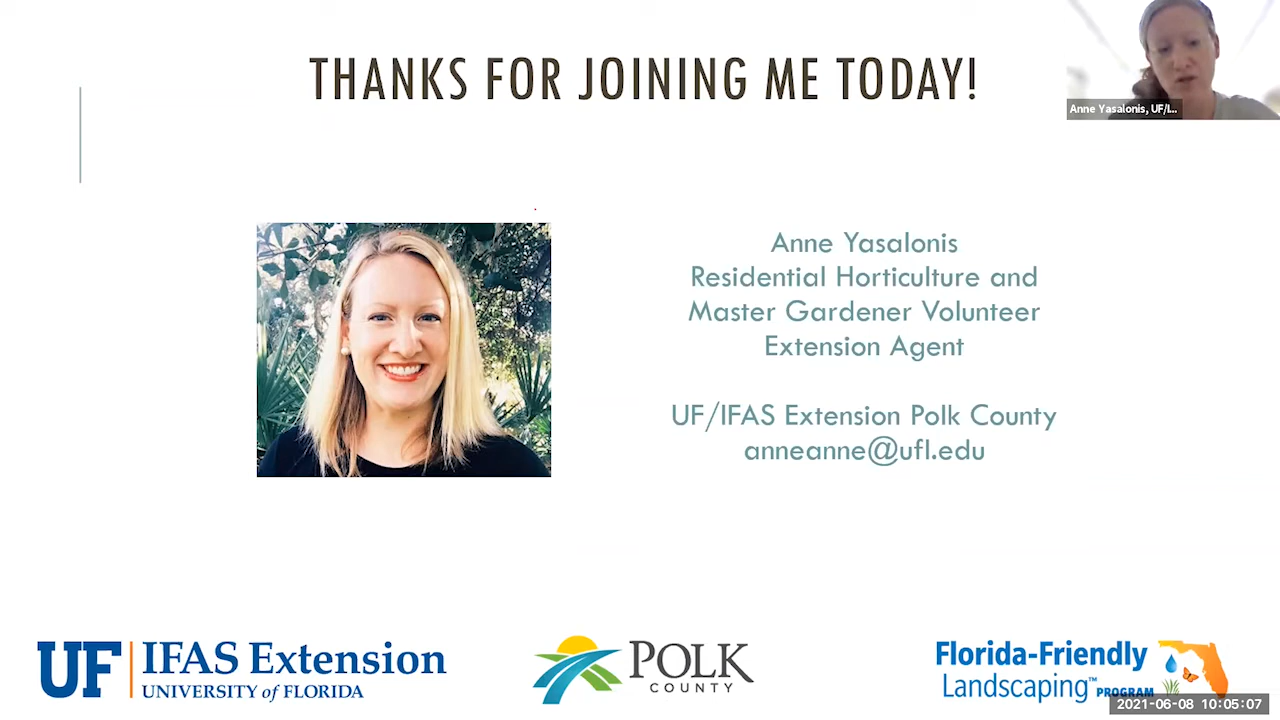 THANKS FOR JOINING ME TODAY!
Anne Yasalonis, UF/I...
Anne Yasalonis
Residential Horticulture and
Master Gardener Volunteer
Extension Agent
UF/IFAS Extension Polk County
anneanne@ufl.edu
UF IFAS Extension
UNIVERSITY of FLORIDA
POLK
COUNTY
Florida-Friendly
Landscaping™ PROGRAM
2021-06-08 10:05:07